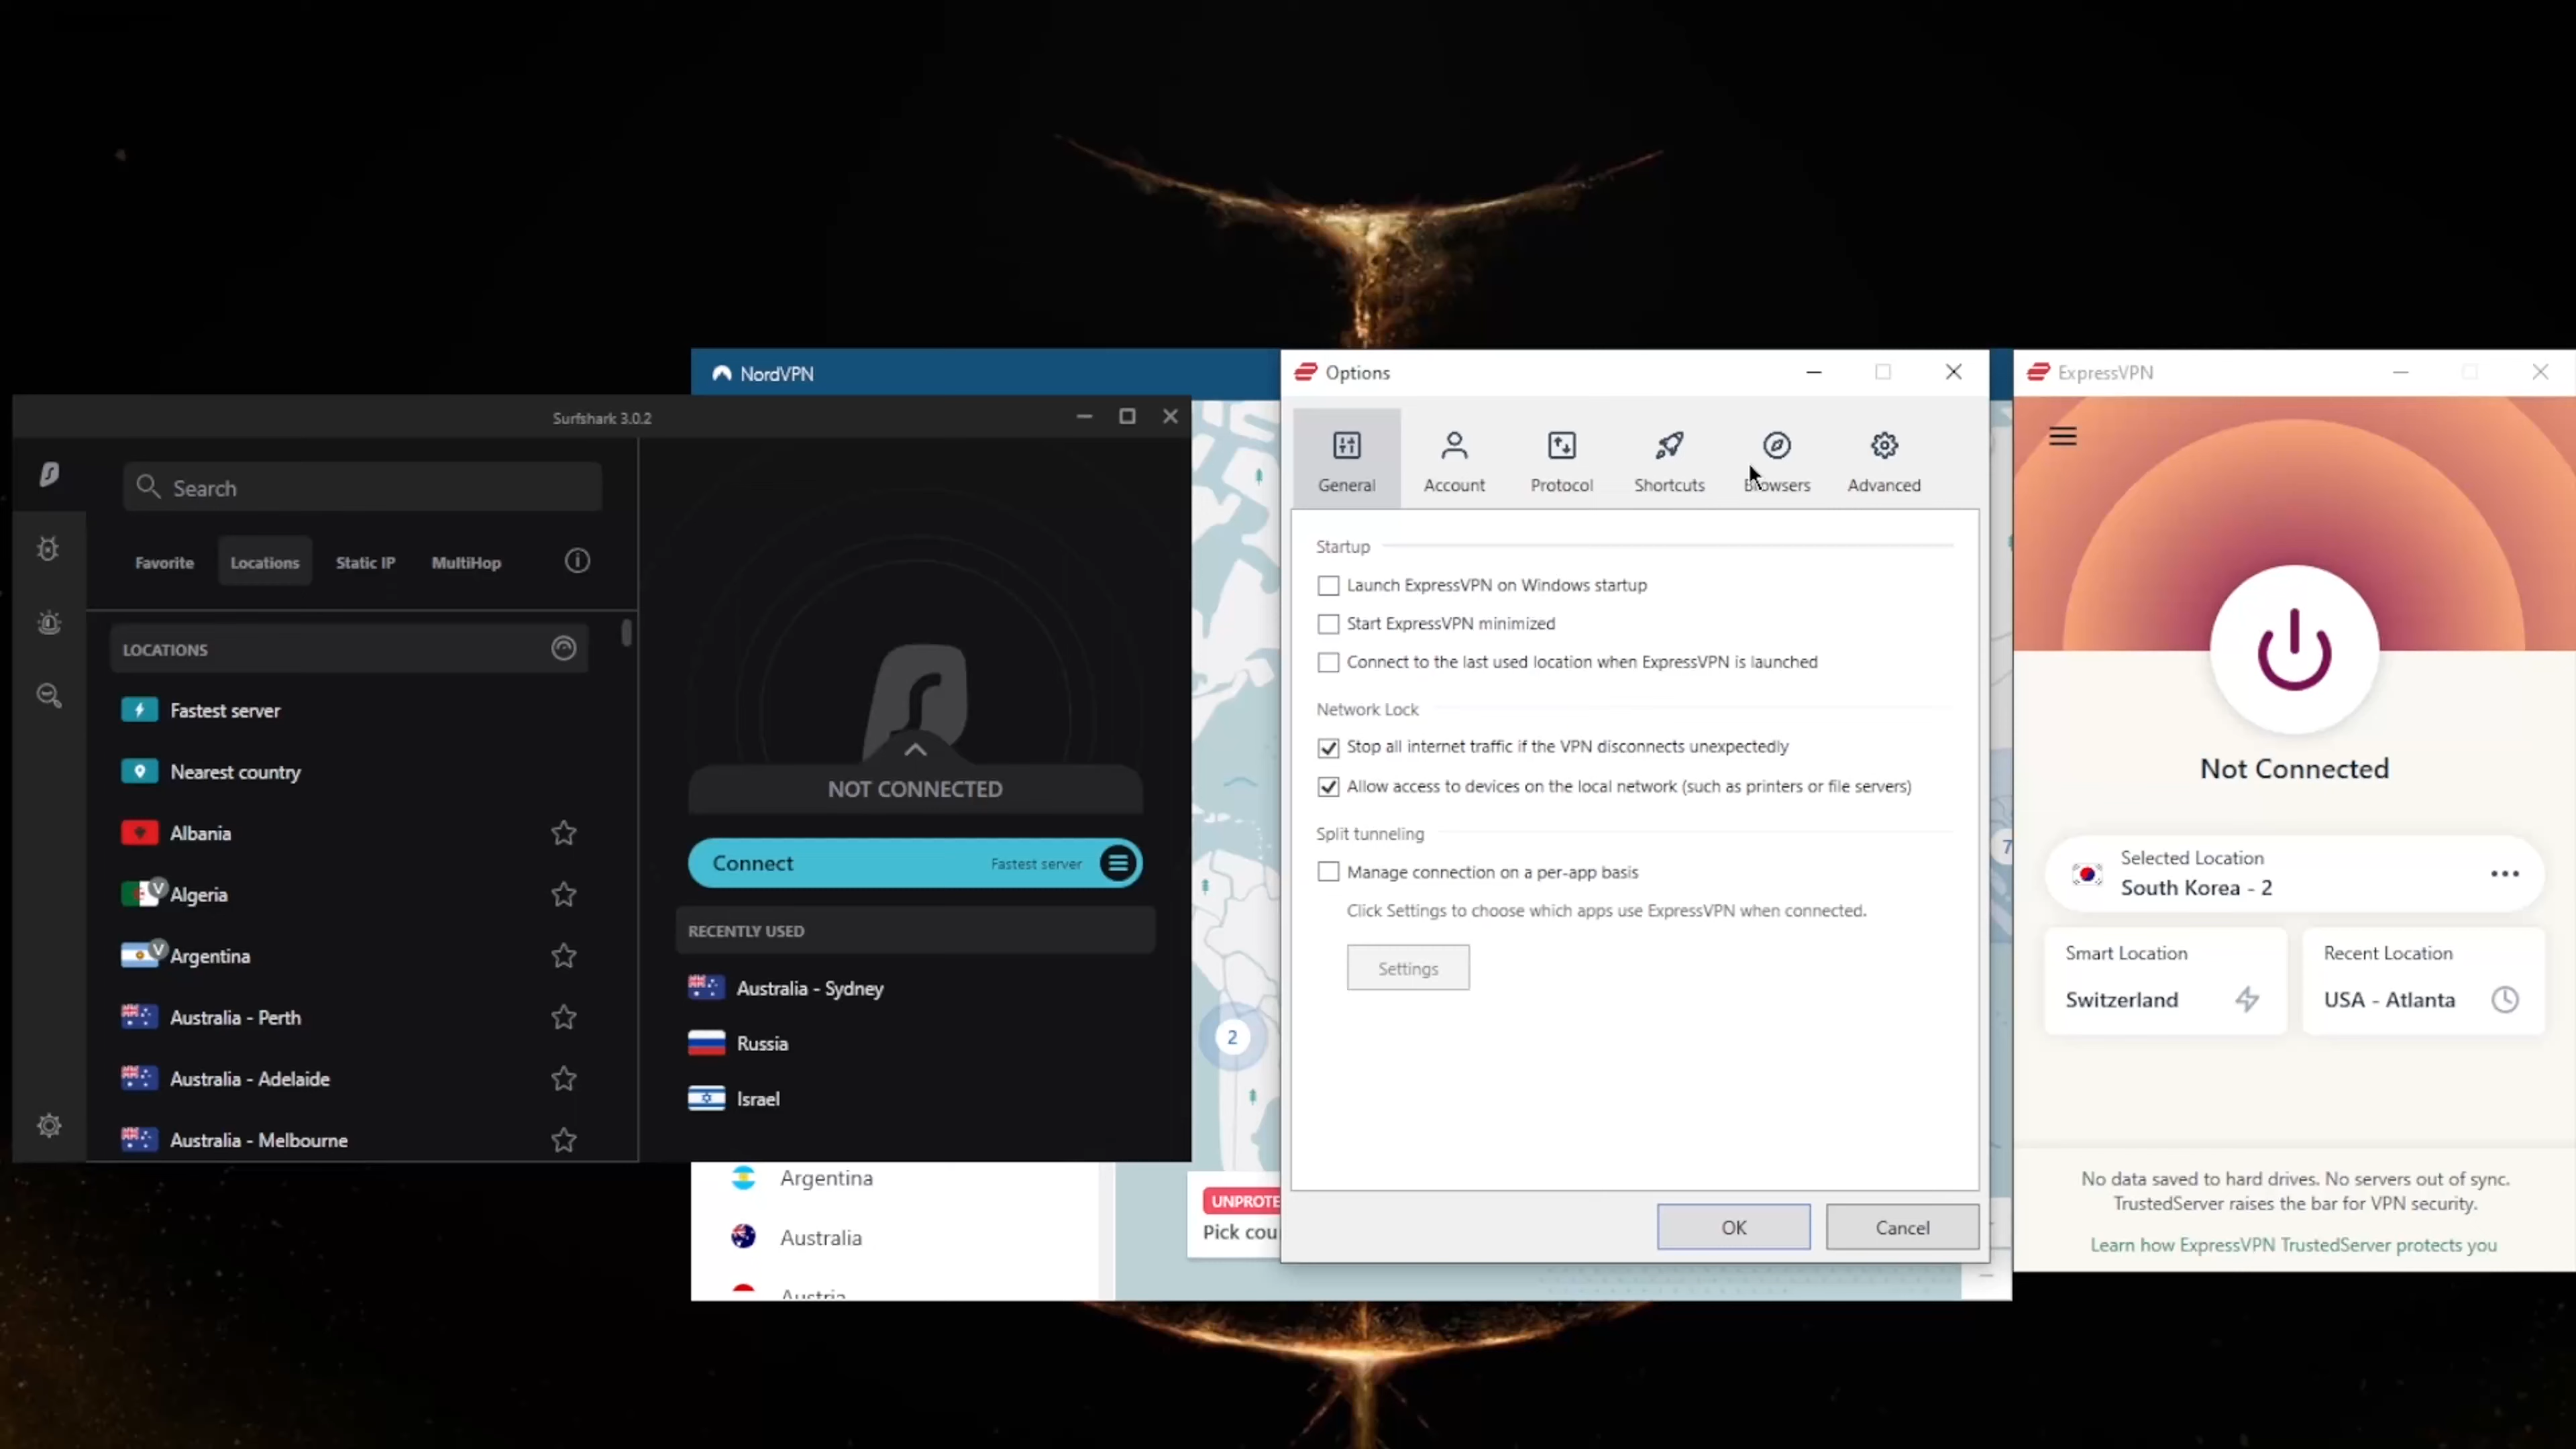 NordVPN
Surfshark 3.0.2
Search
Favorite
Locations
Static IP
MultiHop
LOCATIONS
Fastest server
Nearest country
Albania
V
Algeria
V
Argentina
Australia - Perth
Australia - Adelaide
Australia - Melbourne
NOT CONNECTED
Connect
Fastest server
RECENTLY USED
Australia - Sydney
Russia
Israel
Argentina
Australia
Austria
2
7
UNPROTE
Pick cou
Options
General
Account
Protocol
Shortcuts
Browsers
Advanced
Startup
Launch ExpressVPN on Windows startup
Start ExpressVPN minimized
Connect to the last used location when ExpressVPN is launched
Network Lock
Stop all internet traffic if the VPN disconnects unexpectedly
Allow access to devices on the local network (such as printers or file servers)
Split tunneling
Manage connection on a per-app basis
Click Settings to choose which apps use ExpressVPN when connected.
Settings
OK
Cancel
ExpressVPN
Not Connected
Selected Location
South Korea - 2
Smart Location
Switzerland
Recent Location
USA - Atlanta
No data saved to hard drives. No servers out of sync.
TrustedServer raises the bar for VPN security.
Learn how ExpressVPN TrustedServer protects you